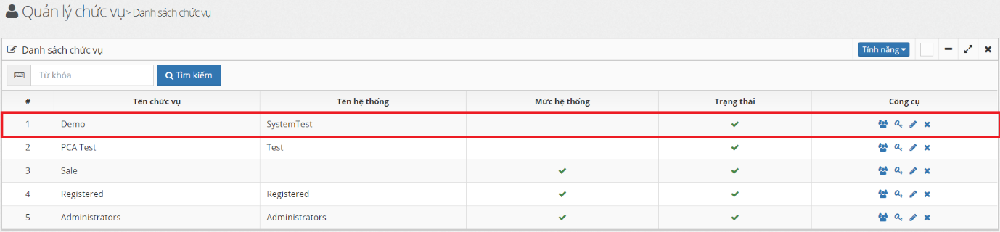 Quản lý chức vụ> Danh sách chức vụ
Danh sách chức vụ
Tính năng
Từ khóa Tìm kiếm
# Tên chức vụ Tên hệ thống Mức hệ thống Trạng thái Công cụ
1 Demo SystemTest
2 PCA Test Test
3 Sale
4 Registered Registered
5 Administrators Administrators